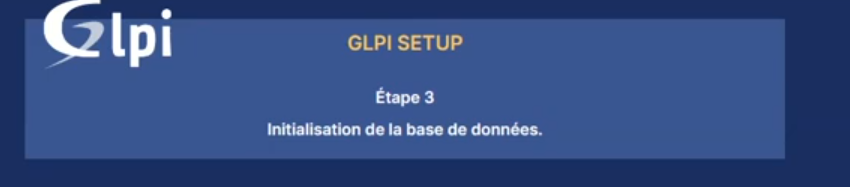 Glpi
GLPI SETUP
Étape 3
Initialisation de la base de données.